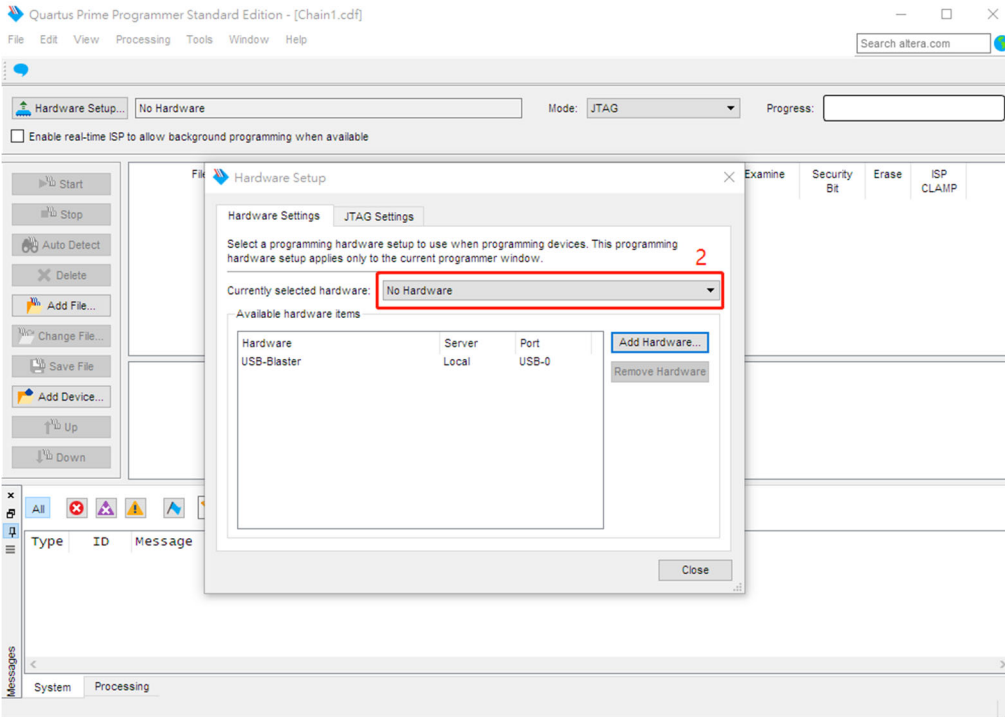 Quartus Prime Programmer Standard Edition - [Chain1.cdf]
File Edit View Processing Tools Window Help
Search altera.com
Hardware Setup... No Hardware Mode: JTAG Progress:
Enable real-time ISP to allow background programming when available
File
Examine Security Bit Erase ISP CLAMP
Start
Stop
Auto Detect
Delete
Add File...
Change File...
Save File
Add Device...
Up
Down
Hardware Setup
Hardware Settings JTAG Settings
Select a programming hardware setup to use when programming devices. This programming
hardware setup applies only to the current programmer window.
2
Currently selected hardware: No Hardware
Available hardware items
Hardware Server Port
USB-Blaster Local USB-0
Add Hardware...
Remove Hardware
Close
All
Type ID Message
Messages
System Processing